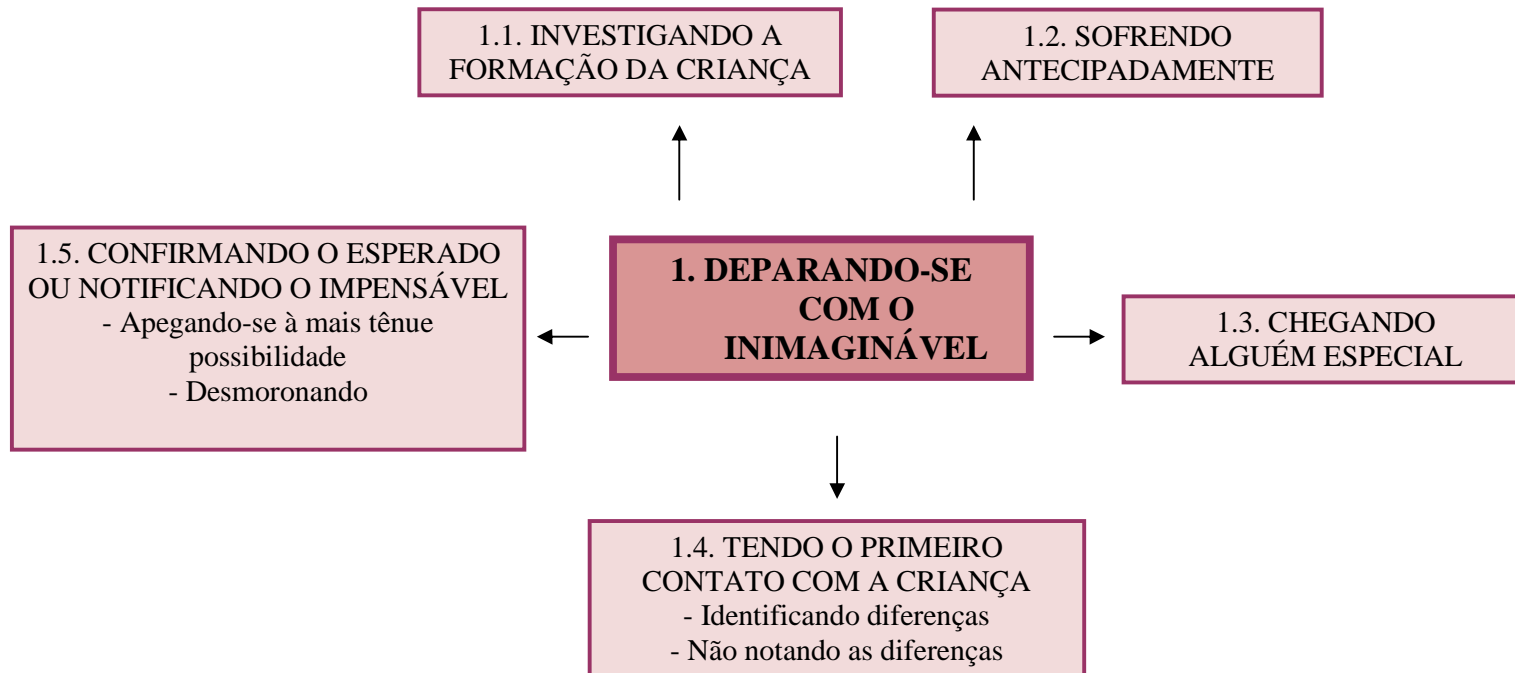 1.1. INVESTIGANDO A
FORMAÇÃO DA CRIANÇA
1.2. SOFRENDO
ANTECIPADAMENTE
1.5. CONFIRMANDO O ESPERADO
OU NOTIFICANDO O IMPENSÁVEL
- Apegando-se à mais tênue
possibilidade
- Desmoronando
1. DEPARANDO-SE
COM O
INIMAGINÁVEL
1.3. CHEGANDO
ALGUÉM ESPECIAL
1.4. TENDO O PRIMEIRO
CONTATO COM A CRIANÇA
- Identificando diferenças
- Não notando as diferenças